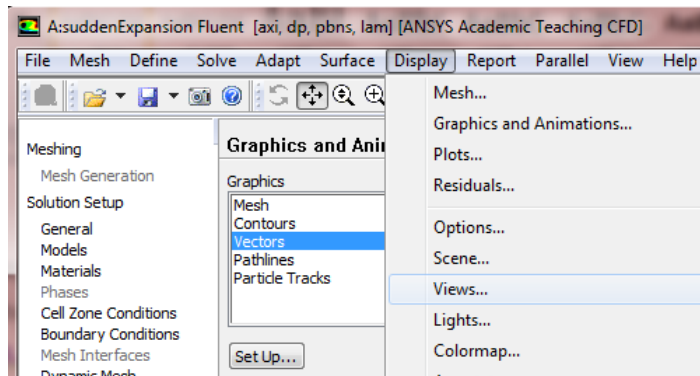 A:suddenExpansion Fluent [axi, dp, pbns, lam] [ANSYS Academic Teaching CFD]
File Mesh Define Solve Adapt Surface Display Report Parallel View Help
Meshing
Mesh Generation
Solution Setup
General
Models
Materials
Phases
Cell Zone Conditions
Boundary Conditions
Mesh Interfaces
Dynamic Mesh
Graphics and Ani
Graphics
Mesh
Contours
Vectors
Pathlines
Particle Tracks
Set Up...
Mesh...
Graphics and Animations...
Plots...
Residuals...
Options...
Scene...
Views...
Lights...
Colormap...